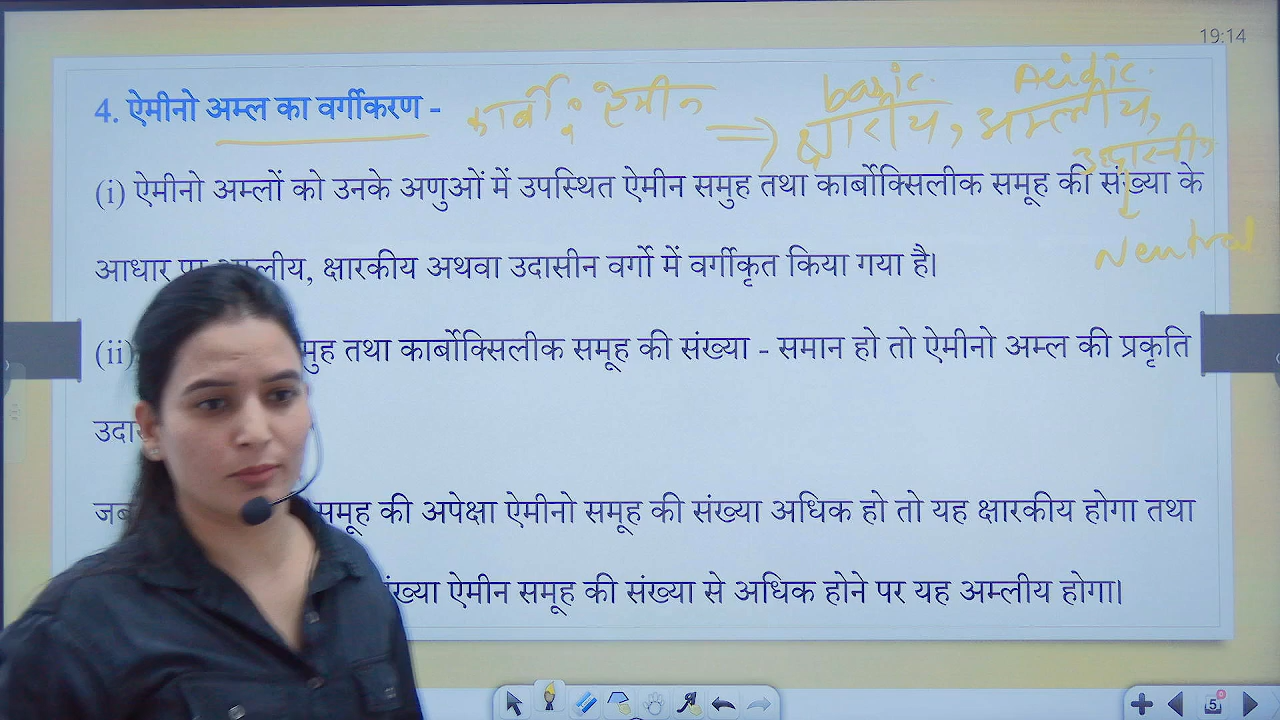 19:14
4. ऐमीनो अम्ल का वर्गीकरण -
कार्बो : ऐमीन => क्षारीय, अम्लीय,
basic. Acidic.
उदासीन
Neutral
(i) ऐमीनो अम्लों को उनके अणुओं में उपस्थित ऐमीन समुह तथा कार्बोक्सिलीक समूह की संख्या के
आधार पर अम्लीय, क्षारकीय अथवा उदासीन वर्गो में वर्गीकृत किया गया है।
(ii) मुह तथा कार्बोक्सिलीक समूह की संख्या - समान हो तो ऐमीनो अम्ल की प्रकृति
उदा
जब समूह की अपेक्षा ऐमीनो समूह की संख्या अधिक हो तो यह क्षारकीय होगा तथा
संख्या ऐमीन समूह की संख्या से अधिक होने पर यह अम्लीय होगा।
5